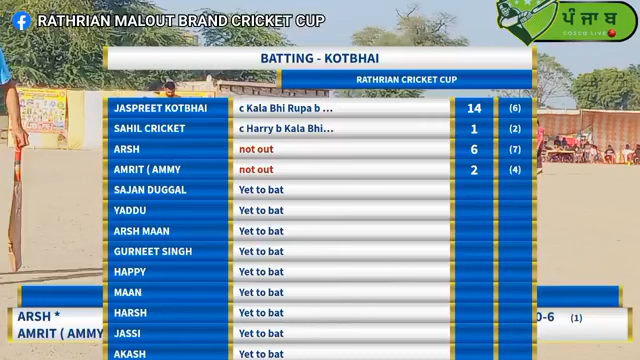 RATHRIAN MALOUT BRAND CRICKET CUP
ਪੰਜਾਬ
GOZCO LIVE
BATTING - KOTBHAI
RATHRIAN CRICKET CUP
JASPREET KOTBHAI c Kala Bhi Rupa b ... 14 (6)
SAHIL CRICKET c Harry b Kala Bhi... 1 (2)
ARSH not out 6 (7)
AMRIT ( AMMY not out 2 (4)
SAJAN DUGGAL Yet to bat
YADDU Yet to bat
ARSH MAAN Yet to bat
GURNEET SINGH Yet to bat
HAPPY Yet to bat
MAAN Yet to bat
HARSH Yet to bat
JASSI Yet to bat
AKASH Yet to bat
ARSH * 0-6 (1)
AMRIT ( AMMY